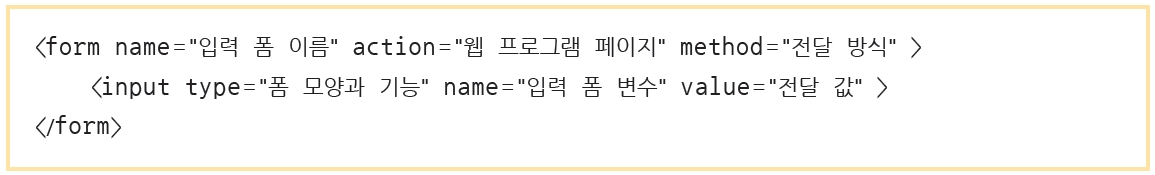 <form name="입력 폼 이름" action="웹 프로그램 페이지" method="전달 방식" >
<input type="폼 모양과 기능" name="입력 폼 변수" value="전달 값" >
</form>